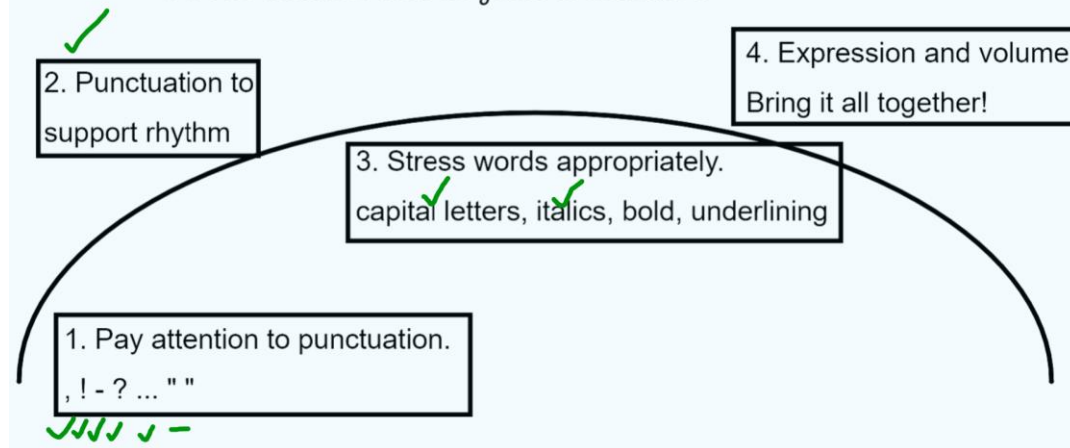 2. Punctuation to
support rhythm
4. Expression and volume
Bring it all together!
3. Stress words appropriately.
capital letters, italics, bold, underlining
1. Pay attention to punctuation.
, ! - ? ... " "